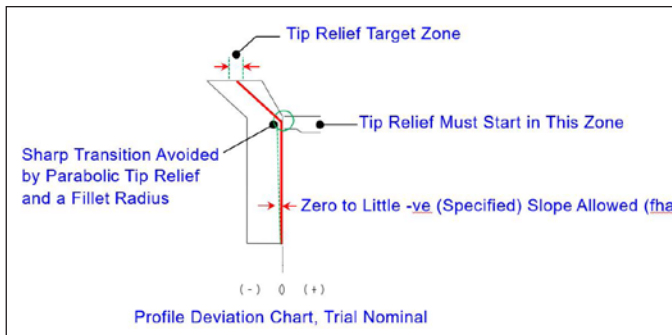 Tip Relief Target Zone
Tip Relief Must Start in This Zone
Sharp Transition Avoided
by Parabolic Tip Relief
and a Fillet Radius
Zero to Little -ve (Specified) Slope Allowed (fha
(-) 0 (+)
Profile Deviation Chart, Trial Nominal